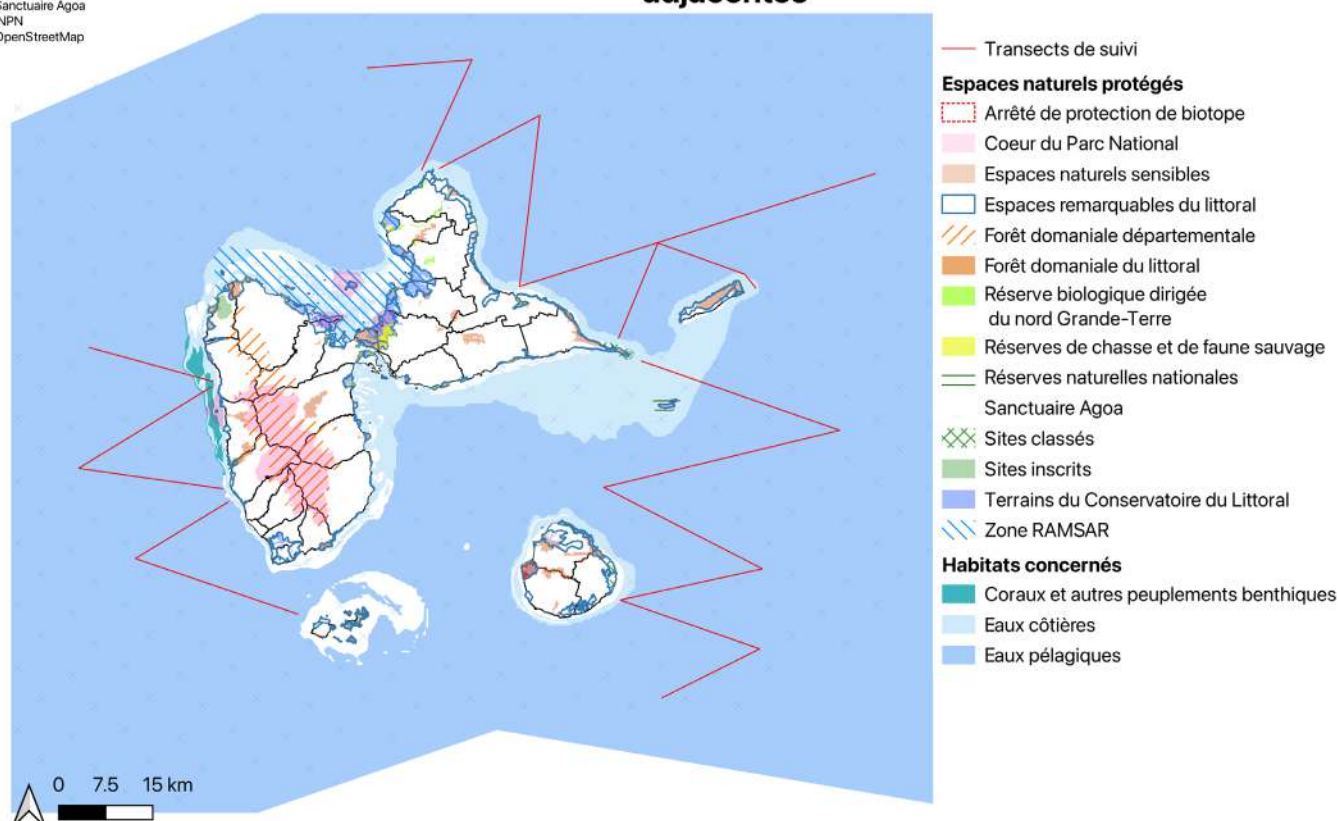 Sanctuaire Agoa
INPN
OpenStreetMap
adjacentes
Transects de suivi
Espaces naturels protégés
Arrêté de protection de biotope
Coeur du Parc National
Espaces naturels sensibles
Espaces remarquables du littoral
Forêt domaniale départementale
Forêt domaniale du littoral
Réserve biologique dirigée
du nord Grande-Terre
Réserves de chasse et de faune sauvage
Réserves naturelles nationales
Sanctuaire Agoa
Sites classés
Sites inscrits
Terrains du Conservatoire du Littoral
Zone RAMSAR
Habitats concernés
Coraux et autres peuplements benthiques
Eaux côtières
Eaux pélagiques
0 7.5 15 km